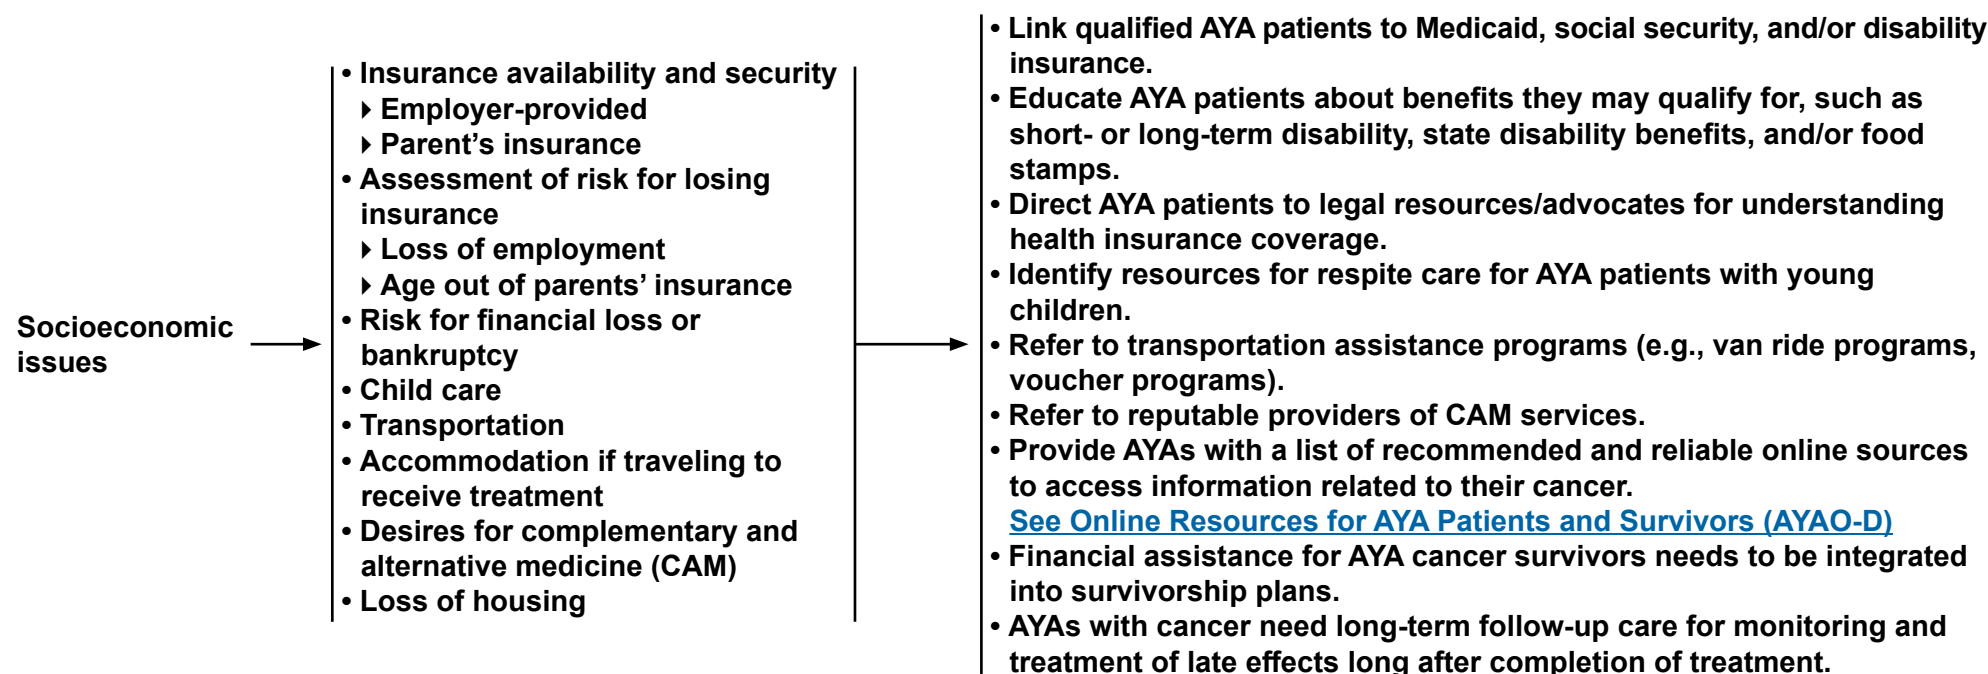 Socioeconomic
issues
• Insurance availability and security
▸ Employer-provided
▸ Parent’s insurance
• Assessment of risk for losing
insurance
▸ Loss of employment
▸ Age out of parents’ insurance
• Risk for financial loss or
bankruptcy
• Child care
• Transportation
• Accommodation if traveling to
receive treatment
• Desires for complementary and
alternative medicine (CAM)
• Loss of housing
• Link qualified AYA patients to Medicaid, social security, and/or disability
insurance.
• Educate AYA patients about benefits they may qualify for, such as
short- or long-term disability, state disability benefits, and/or food
stamps.
• Direct AYA patients to legal resources/advocates for understanding
health insurance coverage.
• Identify resources for respite care for AYA patients with young
children.
• Refer to transportation assistance programs (e.g., van ride programs,
voucher programs).
• Refer to reputable providers of CAM services.
• Provide AYAs with a list of recommended and reliable online sources
to access information related to their cancer.
See Online Resources for AYA Patients and Survivors (AYAO-D)
• Financial assistance for AYA cancer survivors needs to be integrated
into survivorship plans.
• AYAs with cancer need long-term follow-up care for monitoring and
treatment of late effects long after completion of treatment.